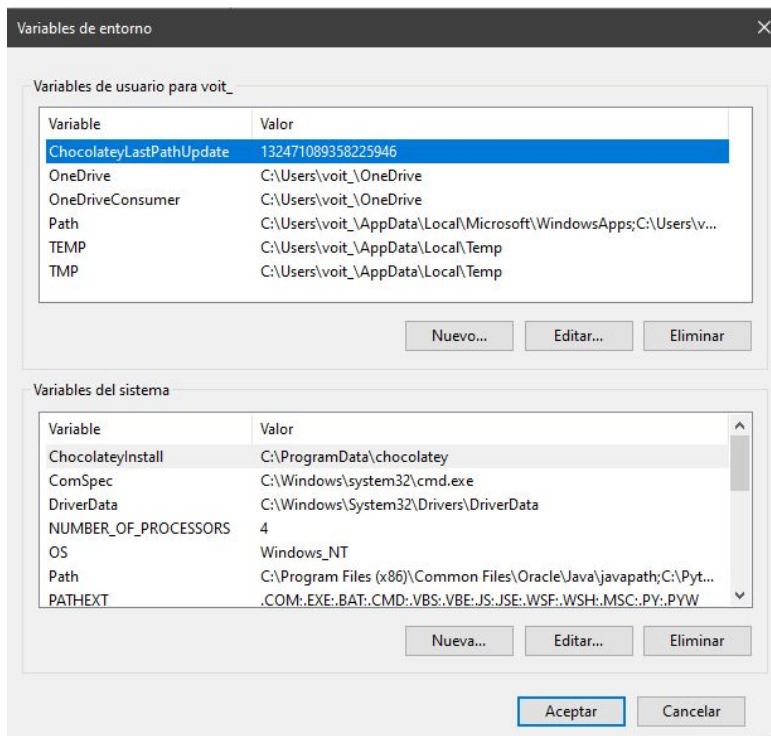 Variables de entorno
Variables de usuario para voit_
Variable Valor
ChocolateyLastPathUpdate 132471089358225946
OneDrive C:\Users\voit_\OneDrive
OneDriveConsumer C:\Users\voit_\OneDrive
Path C:\Users\voit_\AppData\Local\Microsoft\WindowsApps;C:\Users\v...
TEMP C:\Users\voit_\AppData\Local\Temp
TMP C:\Users\voit_\AppData\Local\Temp
Nuevo... Editar... Eliminar
Variables del sistema
Variable Valor
ChocolateyInstall C:\ProgramData\chocolatey
ComSpec C:\Windows\system32\cmd.exe
DriverData C:\Windows\System32\Drivers\DriverData
NUMBER_OF_PROCESSORS 4
OS Windows_NT
Path C:\Program Files (x86)\Common Files\Oracle\Java\javapath;C:\Pyt...
PATHEXT .COM;.EXE;.BAT;.CMD;.VBS;.VBE;.JS;.JSE;.WSF;.WSH;.MSC;.PY;.PYW
Nueva... Editar... Eliminar
Aceptar Cancelar